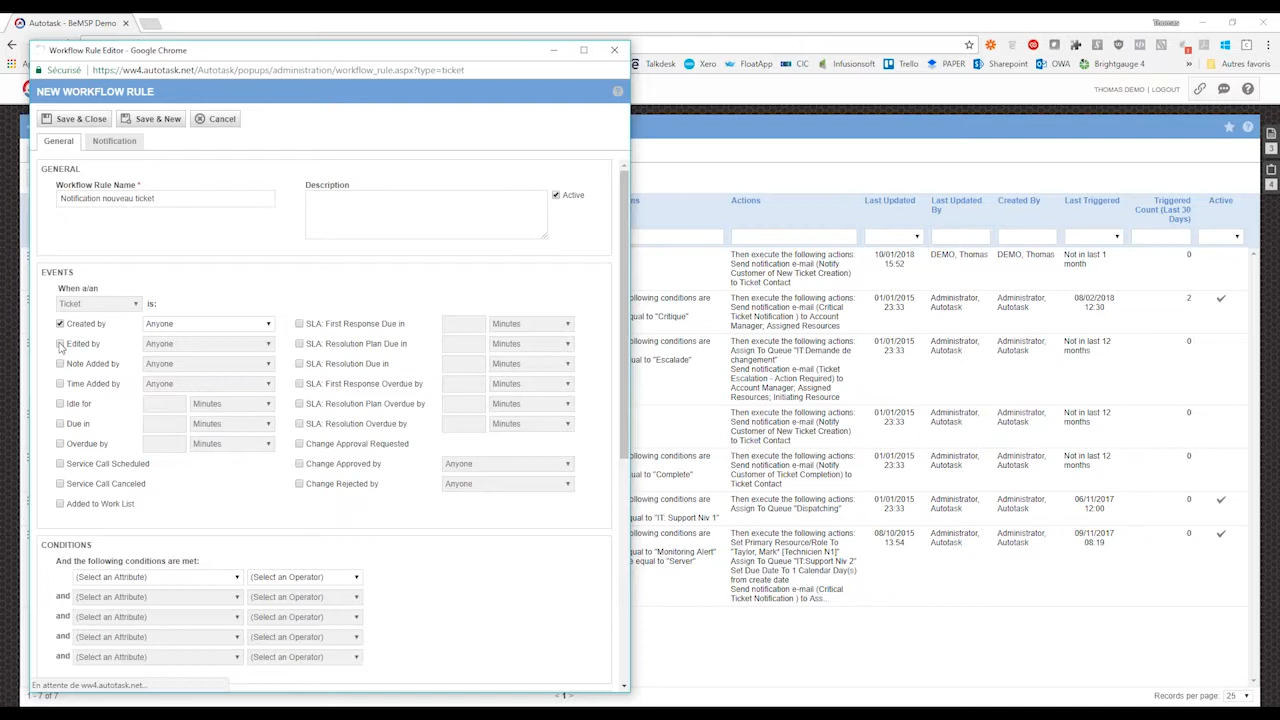 Autotask - BeMSP Demo
Thomas
Workflow Rule Editor - Google Chrome
Sécurisé
https://ww4.autotask.net/Autotask/popups/administration/workflow_rule.aspx?type=ticket
Talkdesk
Xero
FloatApp
CIC
Infusionsoft
Trello
PAPER
Sharepoint
OWA
Brightgauge 4
»
Autres favoris
THOMAS DEMO | LOGOUT
NEW WORKFLOW RULE
Save & Close
Save & New
Cancel
General
Notification
GENERAL
Workflow Rule Name *
Notification nouveau ticket
Description
Active
EVENTS
When a/an
Ticket
is:
Created by
Anyone
Edited by
Anyone
Note Added by
Anyone
Time Added by
Anyone
Idle for
Minutes
Due in
Minutes
Overdue by
Minutes
Service Call Scheduled
Service Call Canceled
Added to Work List
SLA: First Response Due in
Minutes
SLA: Resolution Plan Due in
Minutes
SLA: Resolution Due in
Minutes
SLA: First Response Overdue by
Minutes
SLA: Resolution Plan Overdue by
Minutes
SLA: Resolution Overdue by
Minutes
Change Approval Requested
Change Approved by
Anyone
Change Rejected by
Anyone
CONDITIONS
And the following conditions are met:
(Select an Attribute) (Select an Operator)
and (Select an Attribute) (Select an Operator)
and (Select an Attribute) (Select an Operator)
and (Select an Attribute) (Select an Operator)
and (Select an Attribute) (Select an Operator)
En attente de ww4.autotask.net...
3
4
ns
Actions
Last Updated
Last Updated
By
Created By
Last Triggered
Triggered
Count (Last 30
Days)
Active
Then execute the following actions:
Send notification e-mail (Notify
Customer of New Ticket Creation)
to Ticket Contact
10/01/2018
15:52
DEMO, Thomas
DEMO, Thomas
Not in last 1
month
0
ollowing conditions are
ual to "Critique"
Then execute the following actions:
Send notification e-mail (Critical
Ticket Notification ) to Account
Manager; Assigned Resources
01/01/2015
23:33
Administrator,
Autotask
Administrator,
Autotask
08/02/2018
12:30
2
ollowing conditions are
ual to "Escalade"
Then execute the following actions:
Assign To Queue "IT:Demande de
changement"
Send notification e-mail (Ticket
Escalation - Action Required) to
Account Manager; Assigned
Resources; Initiating Resource
01/01/2015
23:33
Administrator,
Autotask
Administrator,
Autotask
Not in last 12
months
0
Then execute the following actions:
Send notification e-mail (Notify
Customer of New Ticket Creation) to
Ticket Contact
01/01/2015
23:33
Administrator,
Autotask
Administrator,
Autotask
Not in last 12
months
0
ollowing conditions are
ual to "Complete"
Then execute the following actions:
Send notification e-mail (Notify
Customer of Ticket Completion) to
Ticket Contact
01/01/2015
23:33
Administrator,
Autotask
Administrator,
Autotask
Not in last 12
months
0
ollowing conditions are
ual to "IT: Support Niv 1"
Then execute the following actions:
Assign To Queue "Dispatching"
01/01/2015
23:33
Administrator,
Autotask
Administrator,
Autotask
06/11/2017
12:00
0
ollowing conditions are
ual to "Monitoring Alert"
e equal to "Server"
Then execute the following actions:
Set Primary Resource/Role To
"Taylor, Mark* [Technicien N1]"
Assign To Queue "IT:Support Niv 2"
Set Due Date To 1 Calendar Day(s)
from create date
Send notification e-mail (Critical
Ticket Notification ) to Ass...
08/10/2015
13:54
Administrator,
Autotask
Administrator,
Autotask
09/11/2017
08:19
0
1 - 7 of 7
< 1 >
Records per page: 25